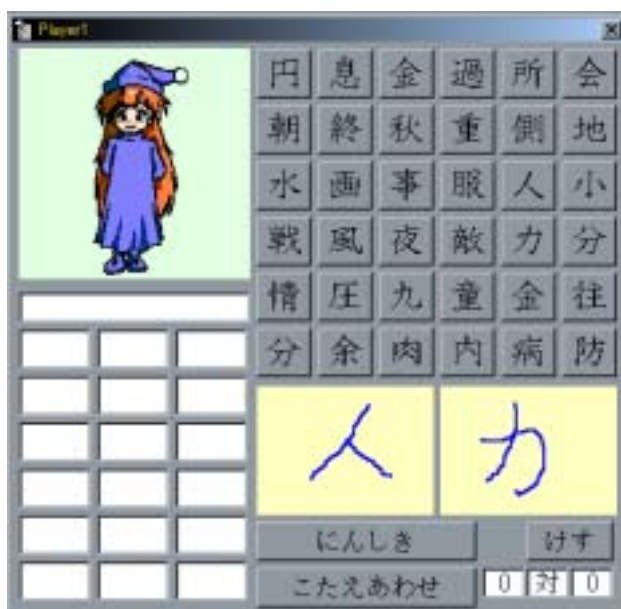 Player1
円 息 金 過 所 会
朝 終 秋 重 側 地
水 画 事 服 人 小
戦 風 夜 敵 力 分
情 圧 九 童 金 往
分 余 肉 内 病 防
人 力
にんしき けす
こたえあわせ 0 対 0